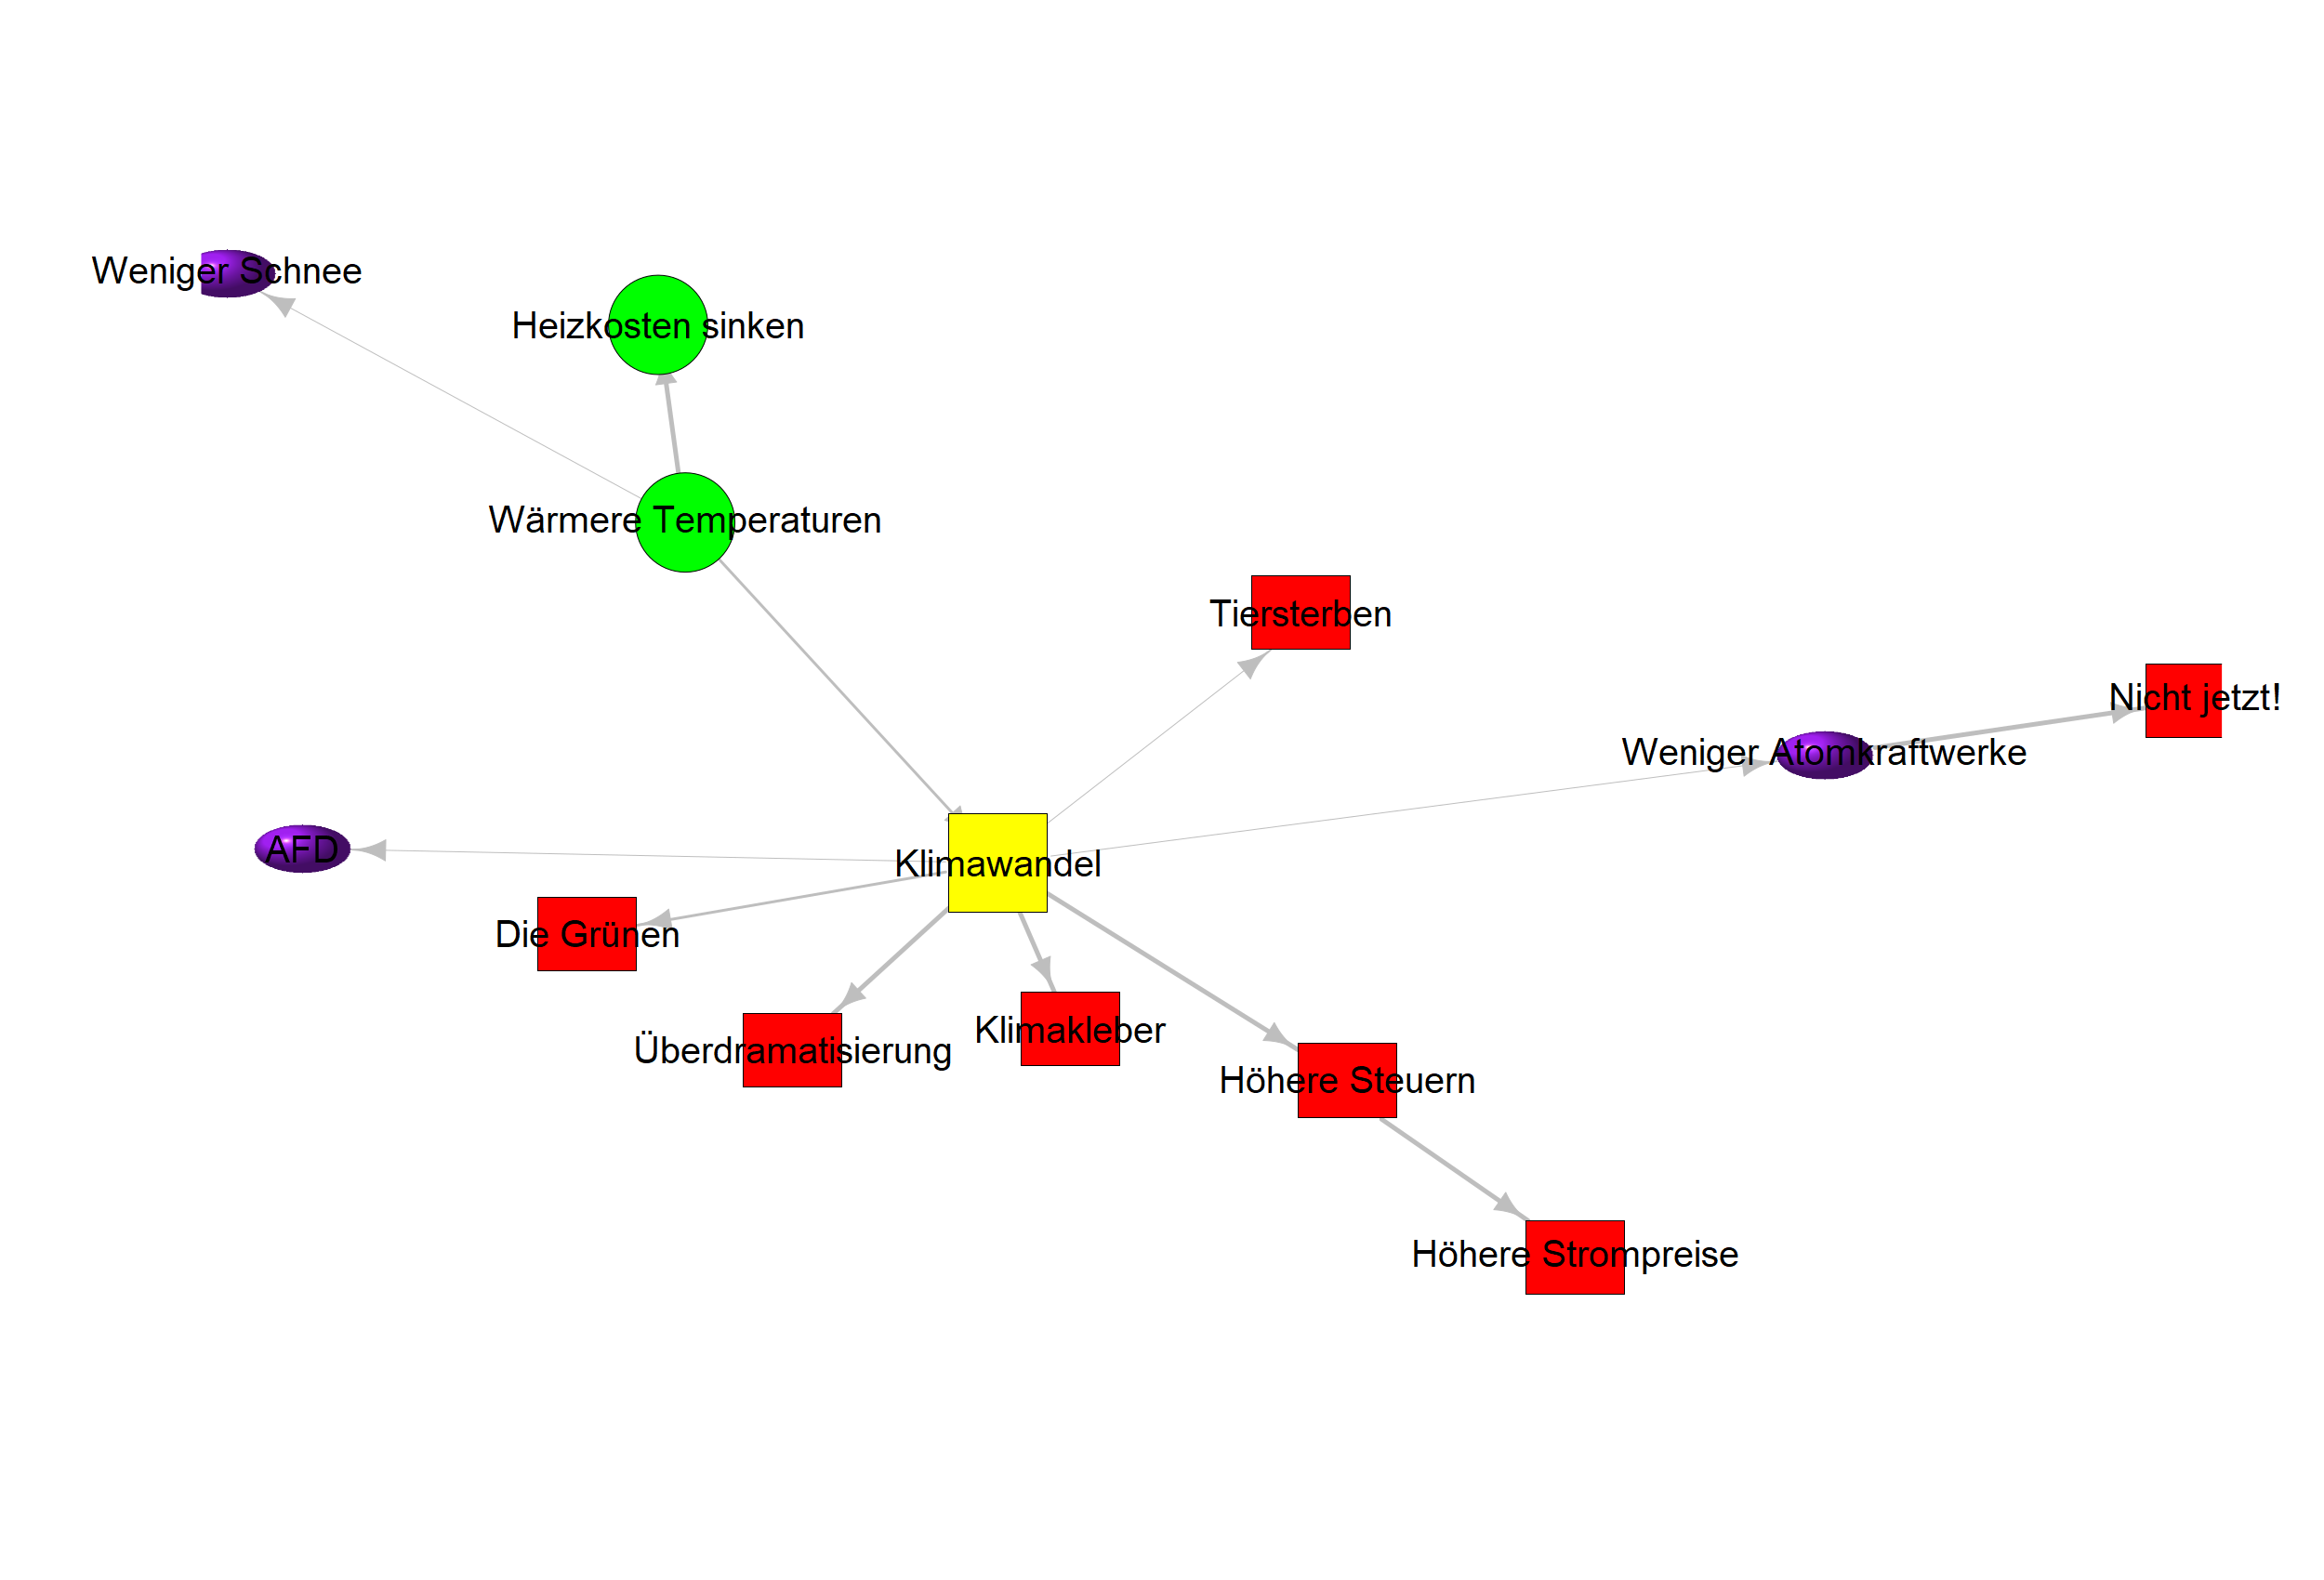 Weniger Schnee
Heizkosten sinken
Wärmere Temperaturen
Tiersterben
Nicht jetzt!
Weniger Atomkraftwerke
AFD
Klimawandel
Die Grünen
Überdramatisierung
Klimakleber
Höhere Steuern
Höhere Strompreise